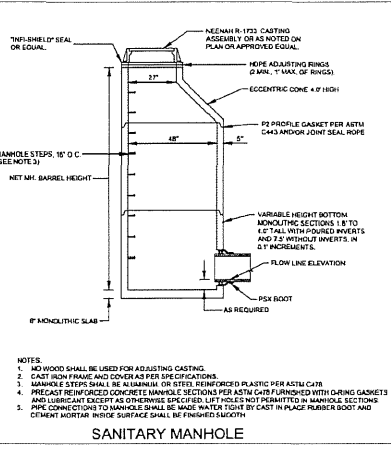 NEENAH R-1733 CASTING
ASSEMBLY OR AS NOTED ON
PLAN OR APPROVED EQUAL.
"INFI-SHIELD" SEAL
OR EQUAL.
HDPE ADJUSTING RINGS
(2 MIN, 1' MAX, OF RINGS).
27"
ECCENTRIC CONE 4.0' HIGH
P2 PROFILE GASKET PER ASTM
C443 AND/OR JOINT SEAL ROPE
48"
5"
MANHOLE STEPS, 16" O.C.
(SEE NOTE 3)
NET MH. BARREL HEIGHT
VARIABLE HEIGHT BOTTOM
MONOLITHIC SECTIONS 1.8' TO
TALL WITH POURED INVERTS
AND 7.5' WITHOUT INVERTS, IN
0.1' INCREMENTS.
FLOW LINE ELEVATION
PSX BOOT
AS REQUIRED
8" MONOLITHIC SLAB
NOTES.
1. NO WOOD SHALL BE USED FOR ADJUSTING CASTING.
2. CAST IRON FRAME AND COVER AS PER SPECIFICATIONS.
3. MANHOLE STEPS SHALL BE ALUMINUM OR STEEL REINFORCED PLASTIC PER ASTM C478.
4. PRECAST REINFORCED CONCRETE MANHOLE SECTIONS PER ASTM C478 FURNISHED WITH O-RING GASKETS
AND LUBRICANT EXCEPT AS OTHERWISE SPECIFIED. LIFT HOLES NOT PERMITTED IN MANHOLE SECTIONS.
5. PIPE CONNECTIONS TO MANHOLE SHALL BE MADE WATER TIGHT BY CAST IN PLACE RUBBER BOOT AND
CEMENT MORTAR. INSIDE SURFACE SHALL BE FINISHED SMOOTH
SANITARY MANHOLE